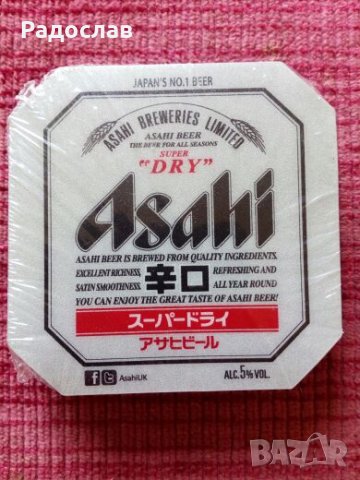 Радослав
JAPAN'S NO.1 BEER
ASAHI BREWERIES LIMITED
ASAHI BEER
THE BEER FOR ALL SEASONS
SUPER
"DRY"
Asahi
ASAHI BEER IS BREWED FROM QUALITY INGREDIENTS.
EXCELLENT RICHNESS, 辛口 REFRESHING AND
SATIN SMOOTHNESS. ALL YEAR ROUND
YOU CAN ENJOY THE GREAT TASTE OF ASAHI BEER!
スーパードライ
アサヒビール
f AsahiUK ALC. 5% VOL.
BAZAR